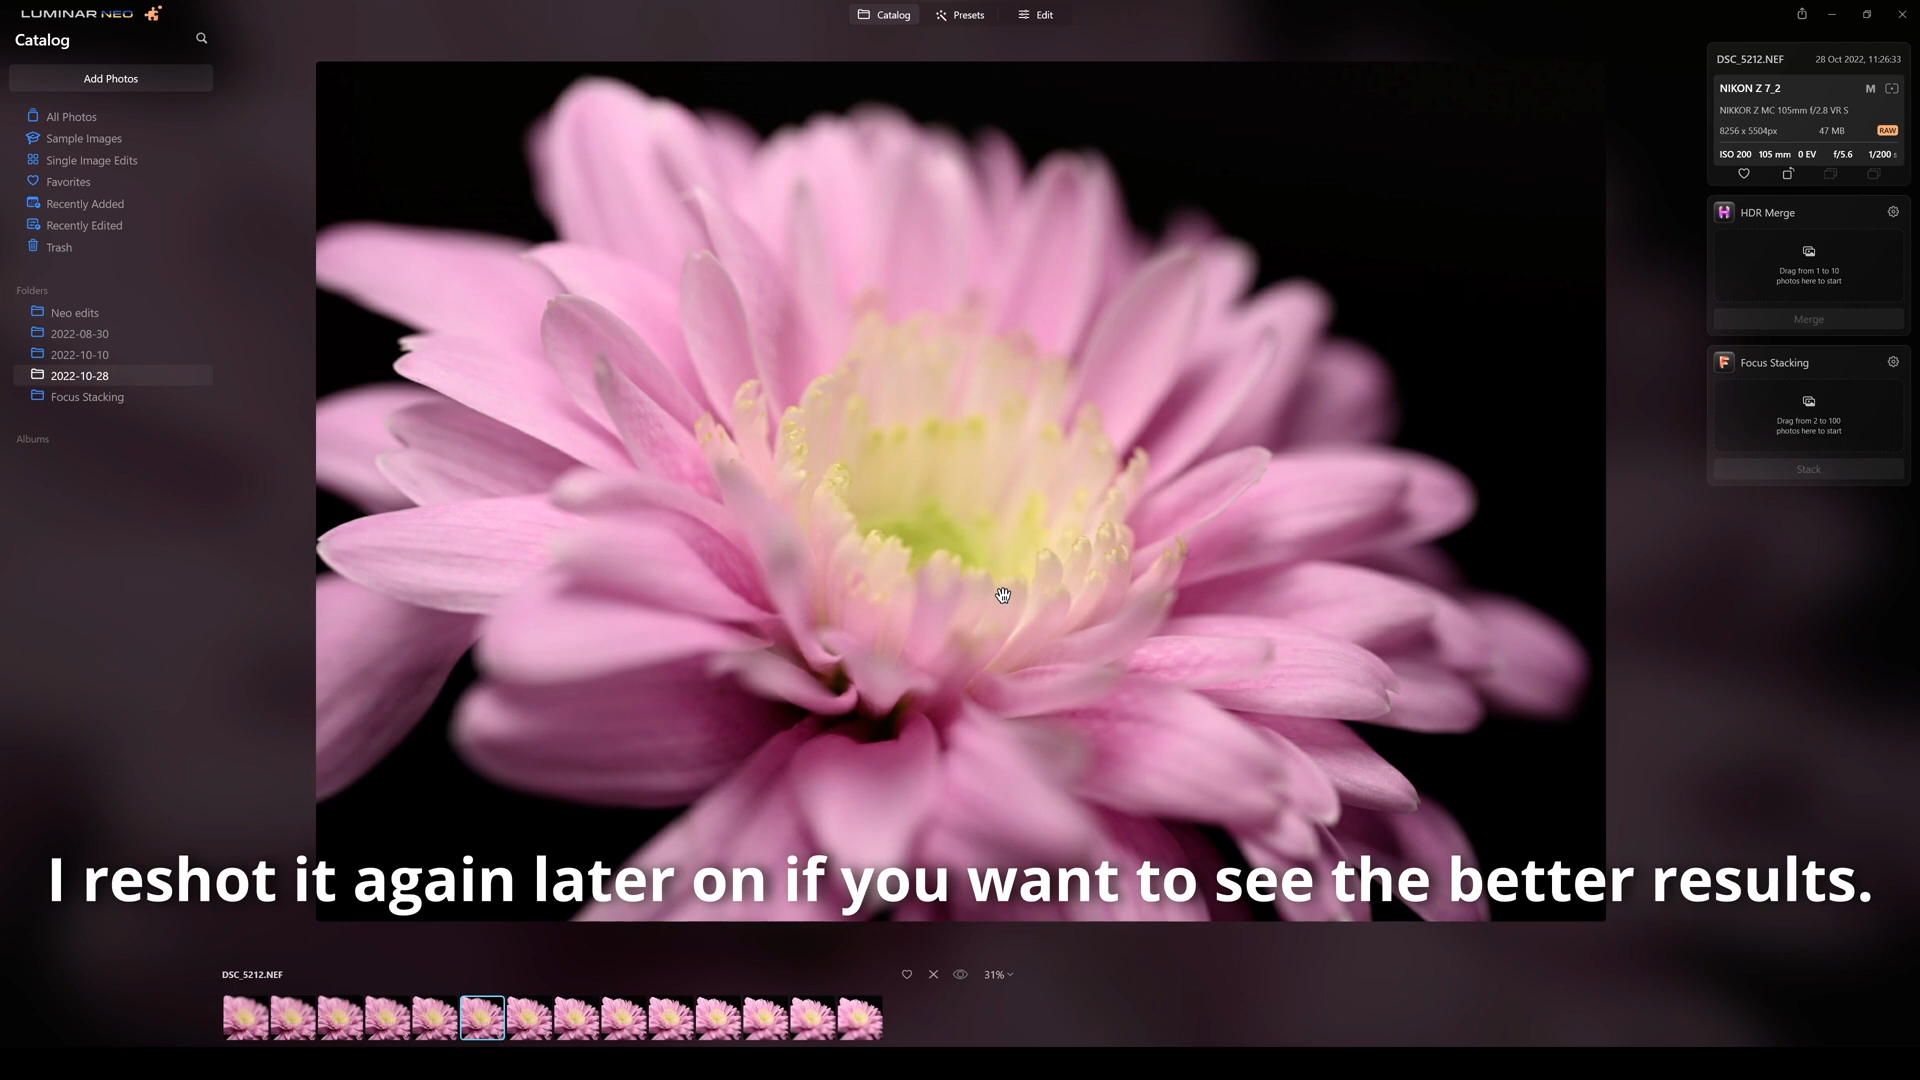 LUMINAR NEO
Catalog
Presets
Edit
Catalog
Add Photos
All Photos
Sample Images
Single Image Edits
Favorites
Recently Added
Recently Edited
Trash
Folders
Neo edits
2022-08-30
2022-10-10
2022-10-28
Focus Stacking
Albums
DSC_5212.NEF 28 Oct 2022, 11:26:33
NIKON Z 7_2 M
NIKKOR Z MC 105mm f/2.8 VR S
8256 x 5504px 47 MB RAW
ISO 200 105 mm 0 EV f/5.6 1/200 s
HDR Merge
Drag from 1 to 10
photos here to start
Merge
Focus Stacking
Drag from 2 to 100
photos here to start
Stack
I reshot it again later on if you want to see the better results.
DSC_5212.NEF
31%